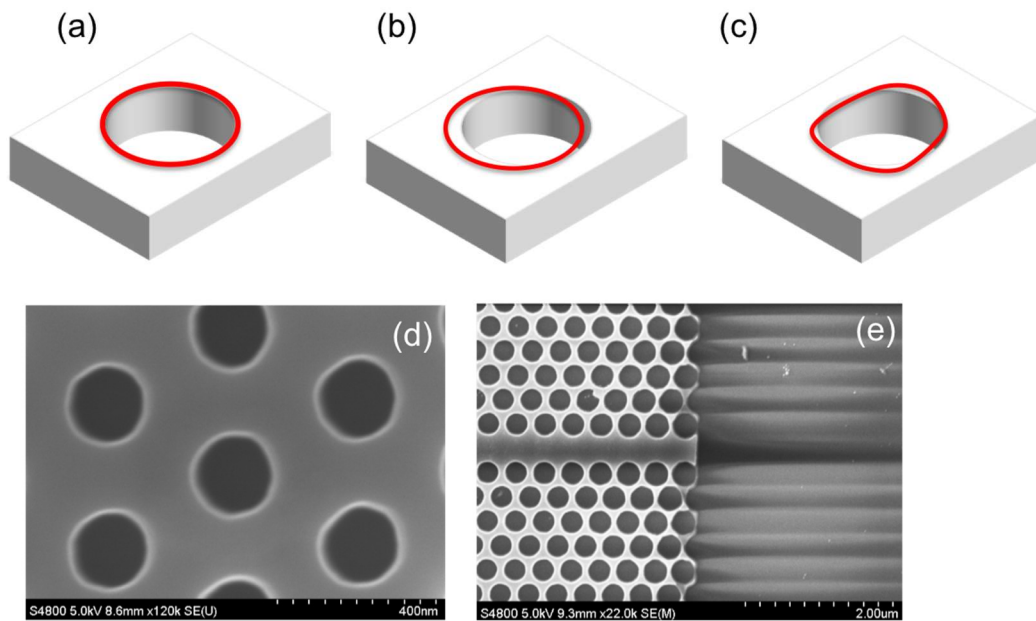 (a)
(b)
(c)
(d)
(e)
S4800 5.0kV 8.6mm x120k SE(U)
400nm
S4800 5.0kV 9.3mm x22.0k SE(M)
2.00um